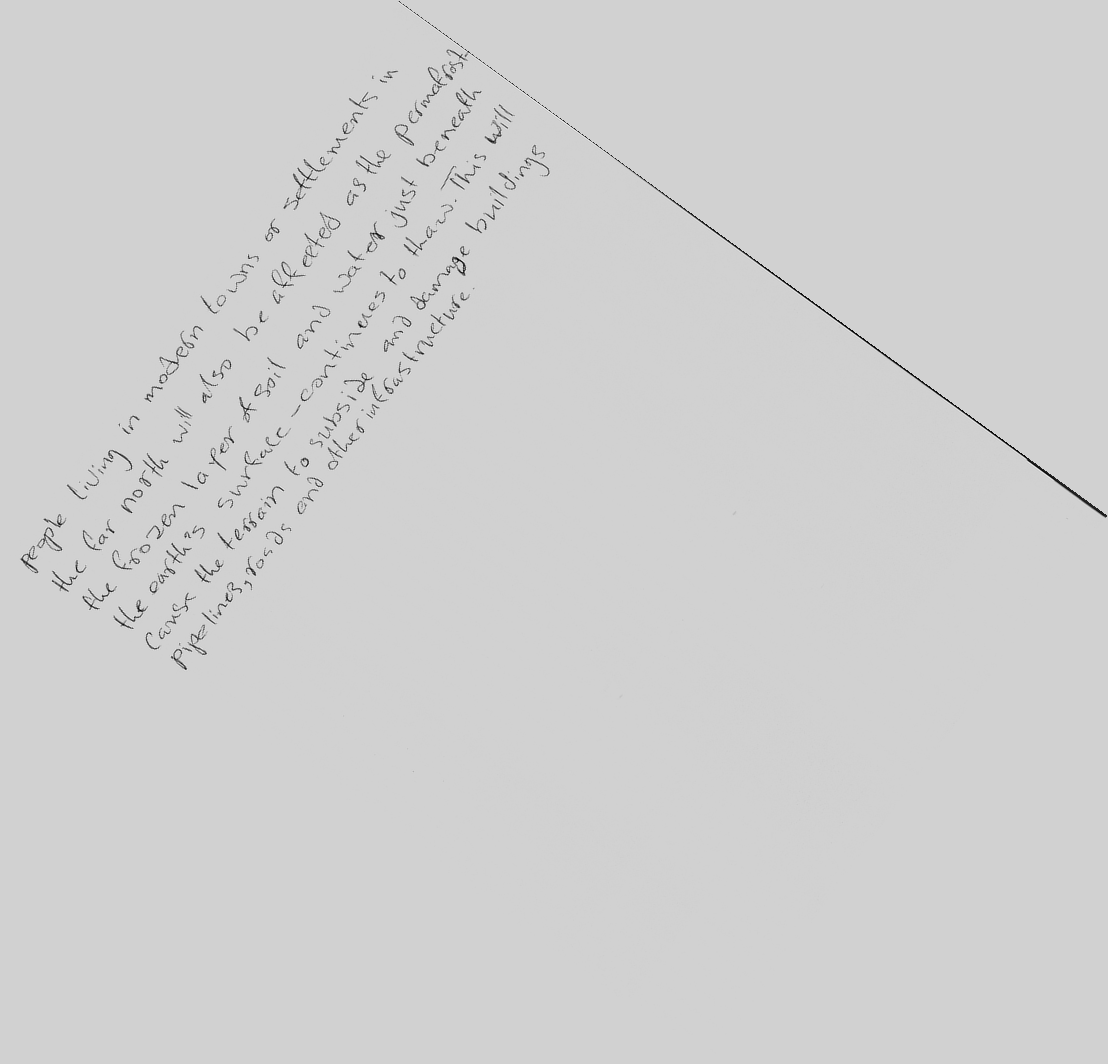 people living in modern towns or settlements in
the far north will also be affected as the permafrost-
the frozen layer of soil and water just beneath
the earth's surface - continues to thaw. This will
cause the terrain to subside and damage buildings
pipelines, roads and other infrastructure.